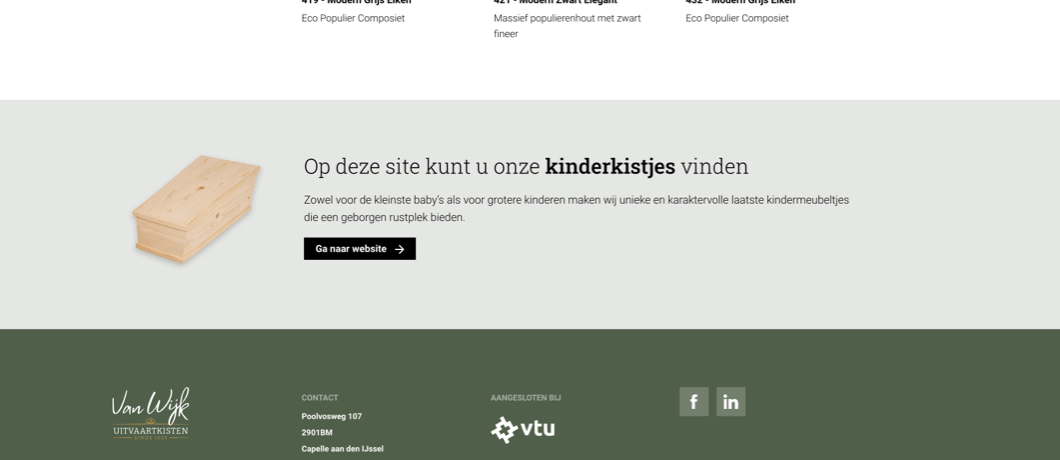 419 - Modern Grijs Eiken
421 - Modern Zwart Elegant
432 - Modern Grijs Eiken
Eco Populier Composiet
Massief populierenhout met zwart
fineer
Eco Populier Composiet
Op deze site kunt u onze kinderkistjes vinden
Zowel voor de kleinste baby's als voor grotere kinderen maken wij unieke en karaktervolle laatste kindermeubeltjes
die een geborgen rustplek bieden.
Ga naar website
Van Wijk
UITVAARTKISTEN
CONTACT
Poolvosweg 107
2901BM
Capelle aan den IJssel
AANGESLOTEN BIJ
vtu
f
in